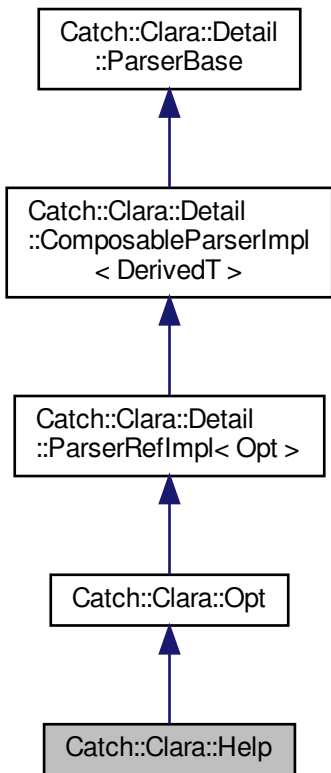 Catch::Clara::Detail
::ParserBase
Catch::Clara::Detail
::ComposableParserImpl
< DerivedT >
Catch::Clara::Detail
::ParserRefImpl< Opt >
Catch::Clara::Opt
Catch::Clara::Help